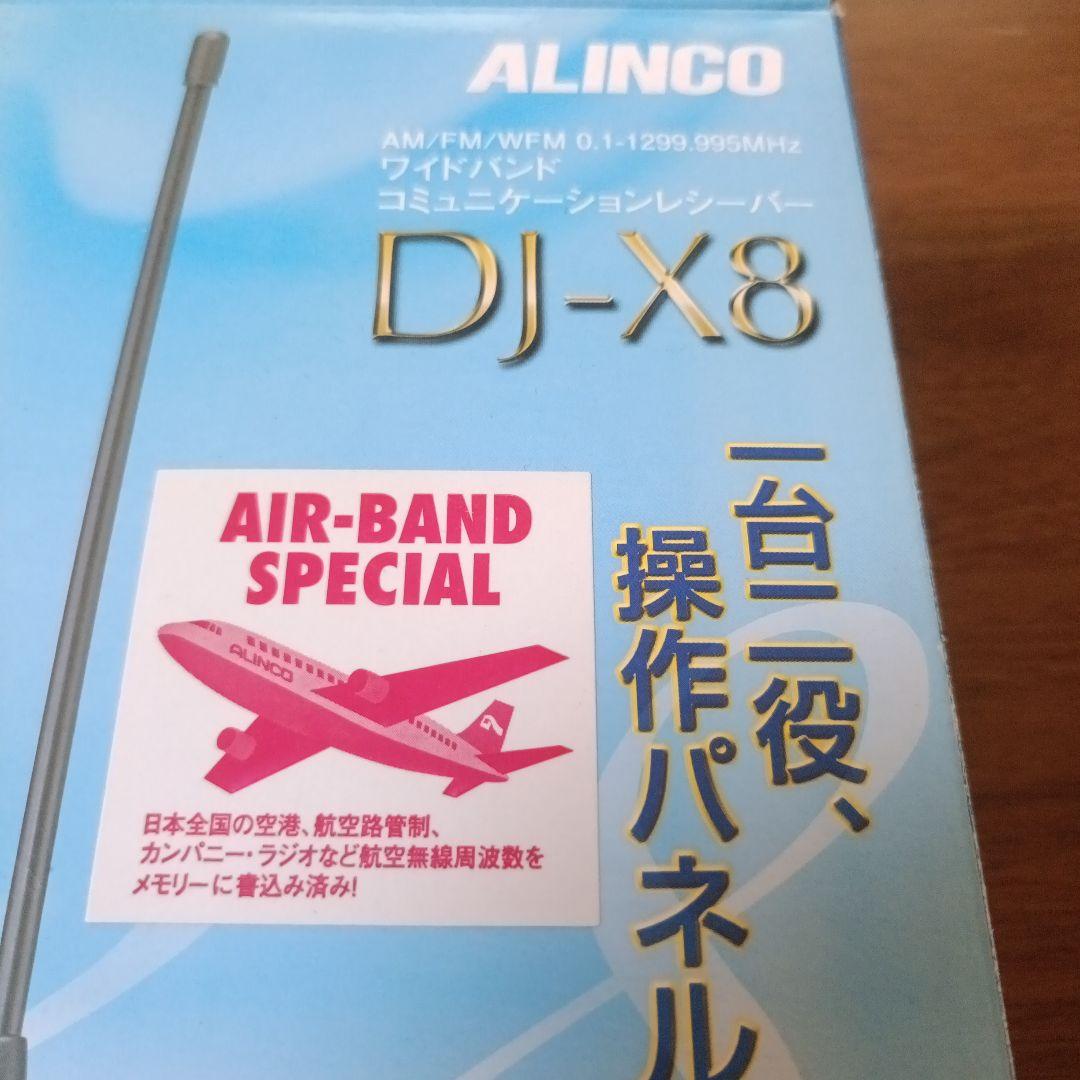 ALINCO
AM/FM/WFM 0.1-1299.995MHz
ワイドバンド
コミュニケーションレシーバー
DJ-X8
一台二役、
操作パネル
AIR-BAND
SPECIAL
ALINCO
日本全国の空港、航空路管制、
カンパニー・ラジオなど航空無線周波数を
メモリーに書込み済み!